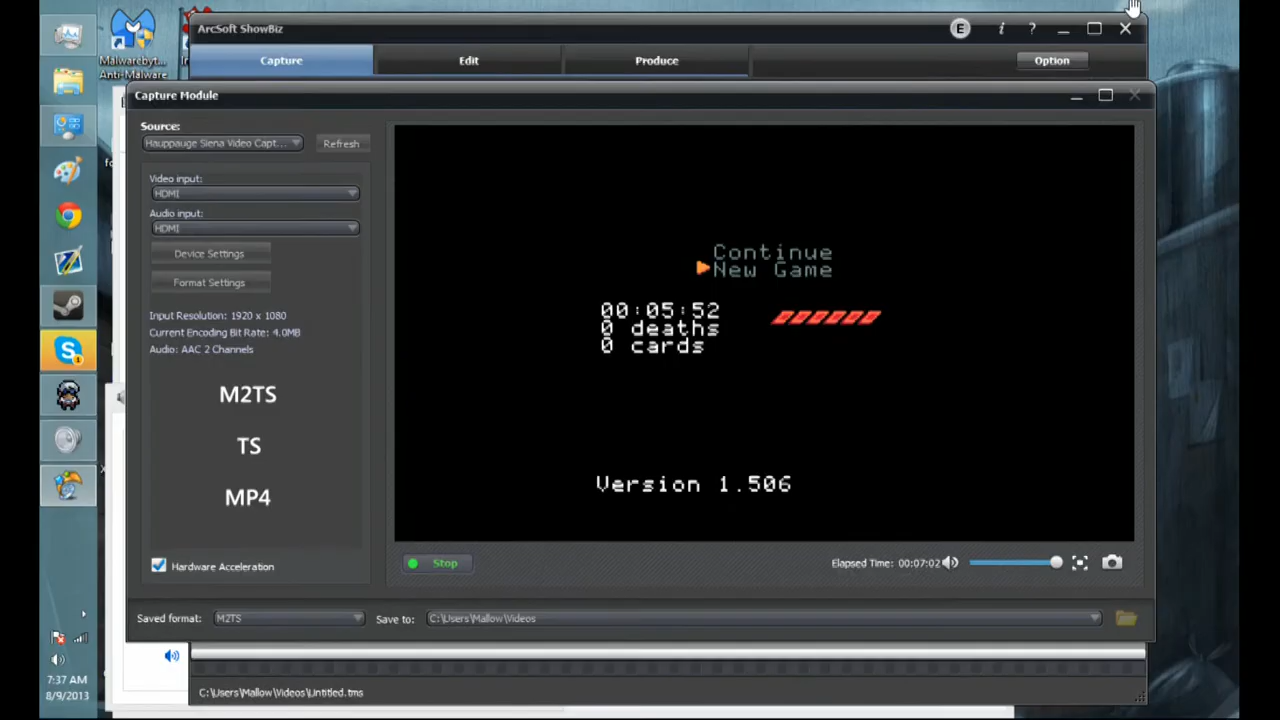 Malwareb yt...
Anti-Malware
ArcSoft ShowBiz
E
i
?
Capture
Edit
Produce
Option
Capture Module
Source:
Hauppauge Siena Video Capt...
Refresh
Video input:
HDMI
Audio input:
HDMI
Device Settings
Format Settings
Input Resolution: 1920 x 1080
Current Encoding Bit Rate: 4.0MB
Audio: AAC 2 Channels
M2TS
TS
MP4
Hardware Acceleration
Continue
New Game
00:05:52
0 deaths
0 cards
Version 1.506
Stop
Elapsed Time: 00:07:02
Saved format:
M2TS
Save to:
C:\Users\Mallow\Videos
C:\Users\Mallow\Videos\Untitled.tms
7:37 AM
8/9/2013